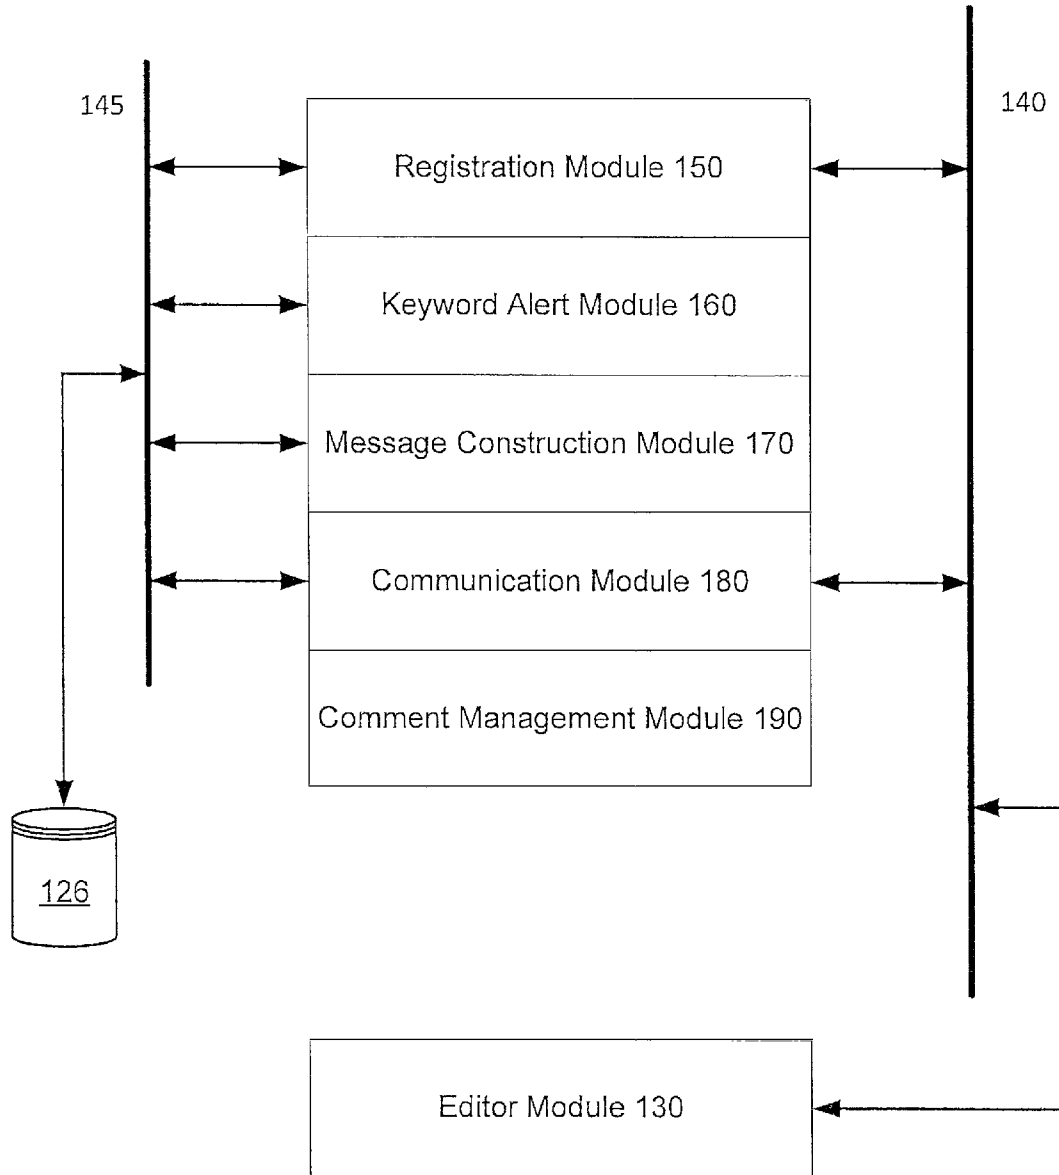 145
140
Registration Module 150
Keyword Alert Module 160
Message Construction Module 170
Communication Module 180
Comment Management Module 190
126
Editor Module 130